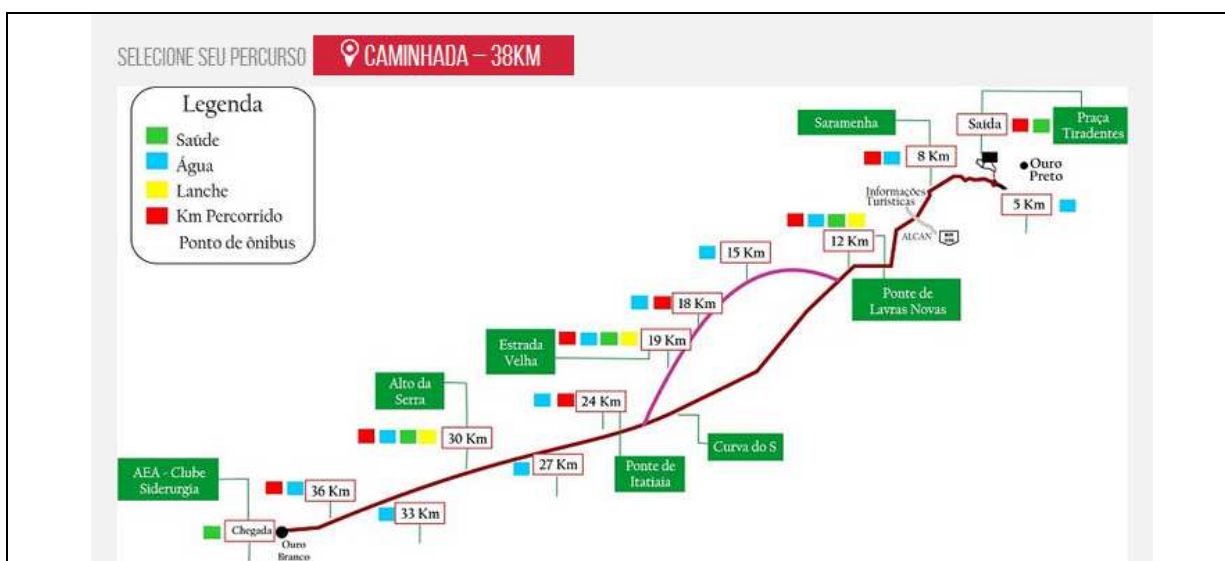 SELECIONE SEU PERCURSO
CAMINHADA – 38KM
Legenda
Saúde
Água
Lanche
Km Percorrido
Ponto de ônibus
Saramenha
Saída
Praça
Tiradentes
8 Km
Ouro
Preto
Informações
Turísticas
5 Km
ALCAN
12 Km
15 Km
Ponte de
Lavras Novas
18 Km
Estrada
Velha
19 Km
Alto da
Serra
24 Km
30 Km
Curva do S
27 Km
Ponte de
Itatiaia
AEA - Clube
Siderurgia
36 Km
33 Km
Chegada
Ouro
Branco